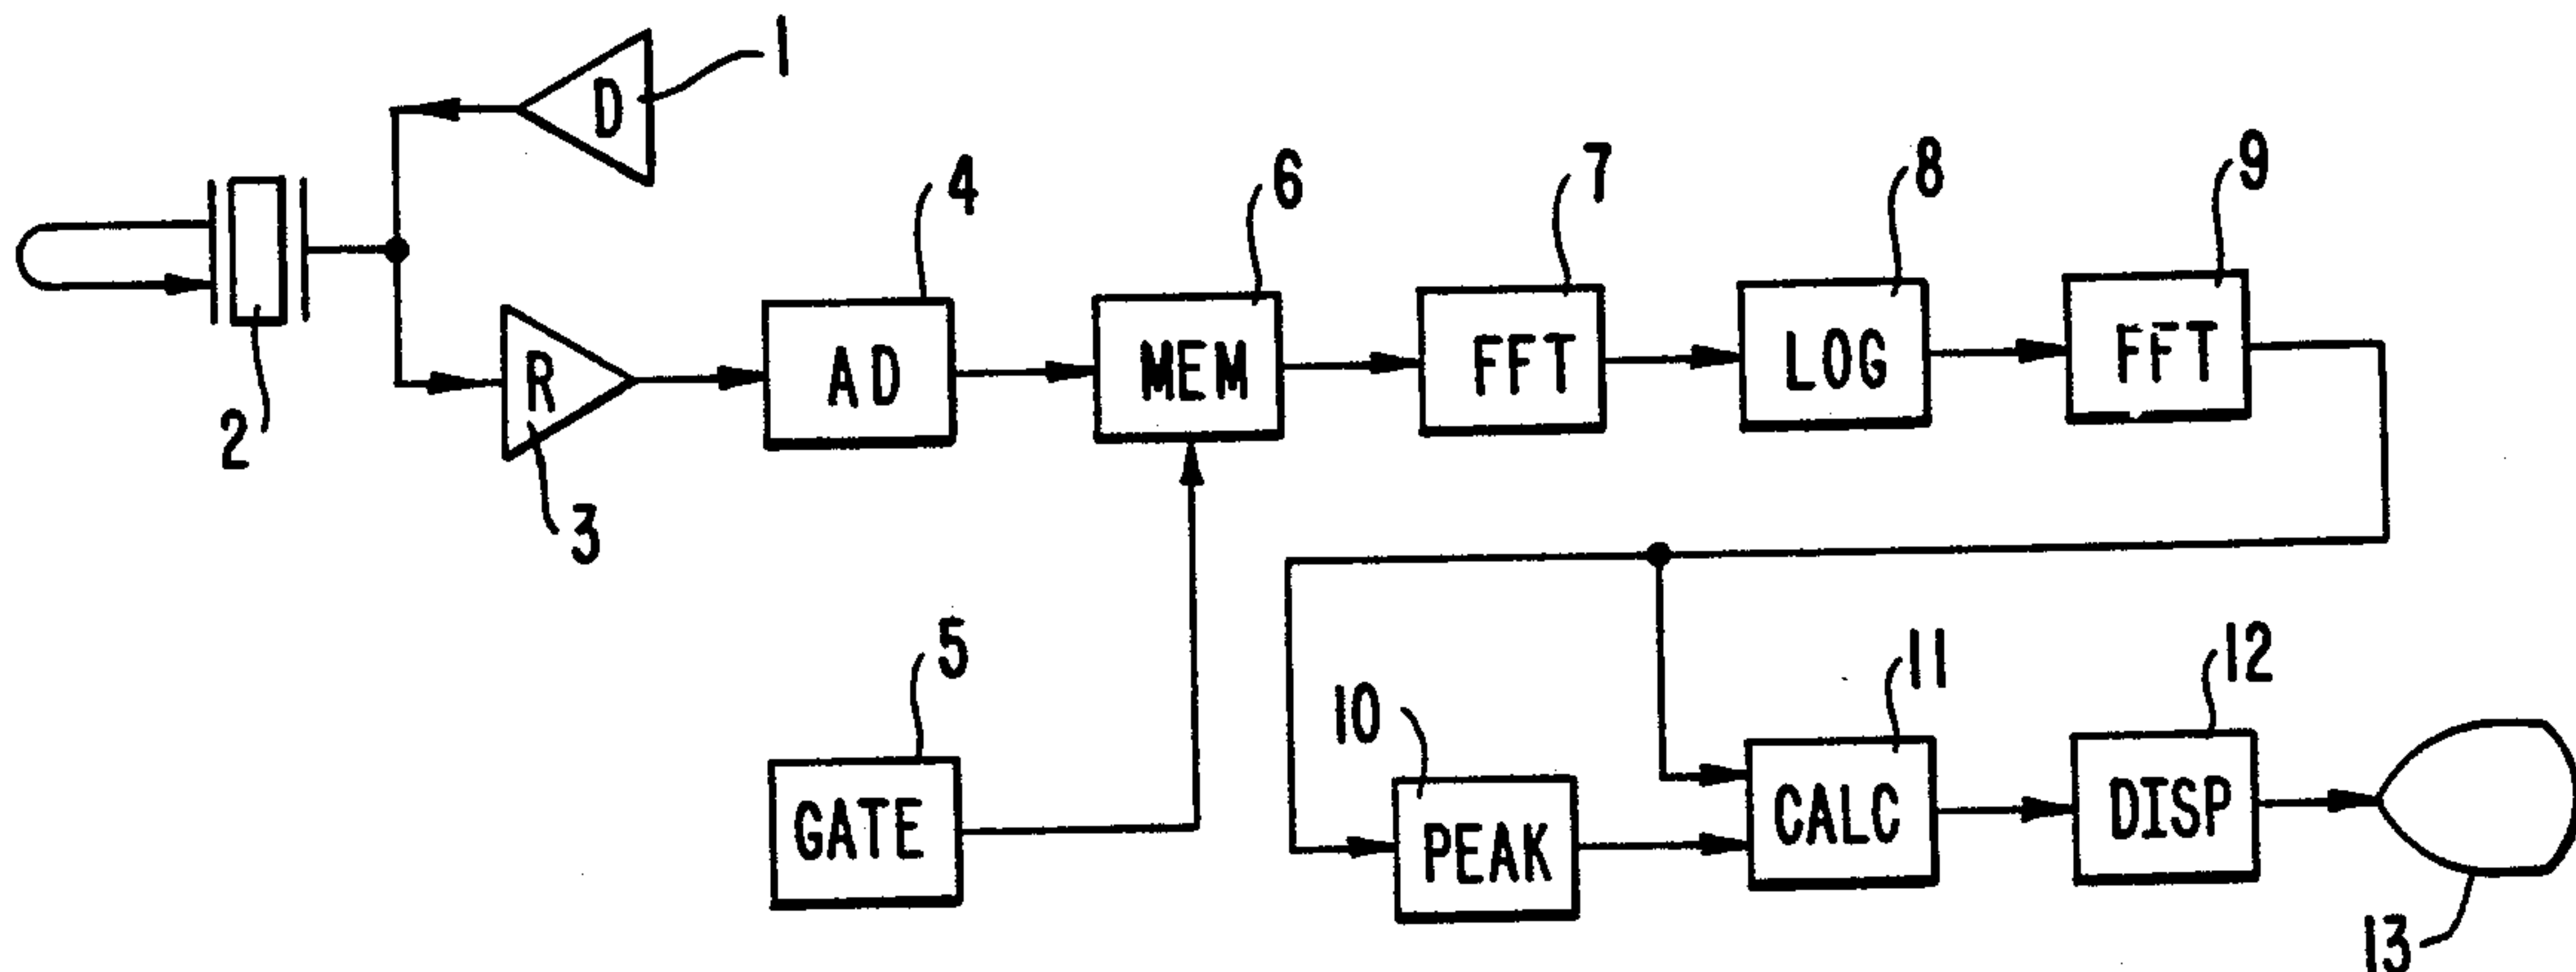 D 1
4 6 7 8 9
2
R AD MEM FFT LOG FFT
3
5 10 11 12
GATE PEAK CALC DISP
13